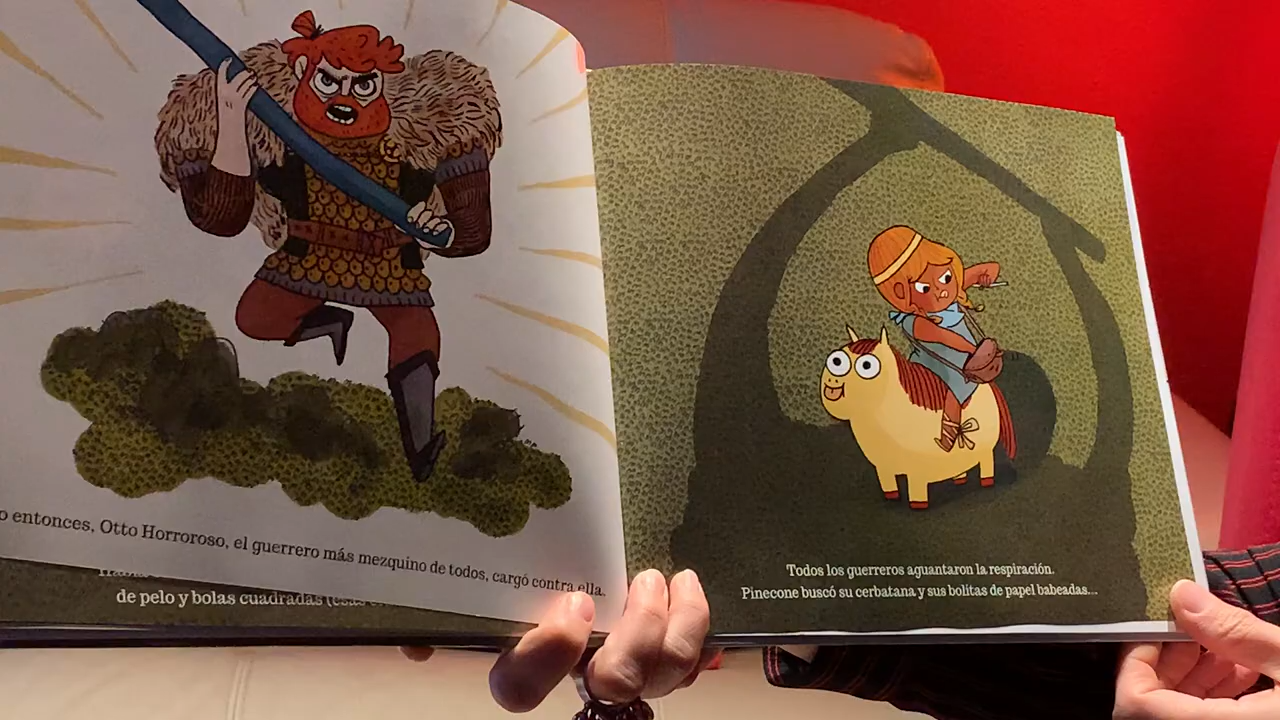 entonces, Otto Horroroso, el guerrero más mezquino de todos, cargó contra ella.
de pelo y bolas cuadradas
Todos los guerreros aguantaron la respiración.
Pinecone buscó su cerbatana y sus bolitas de papel babeadas...